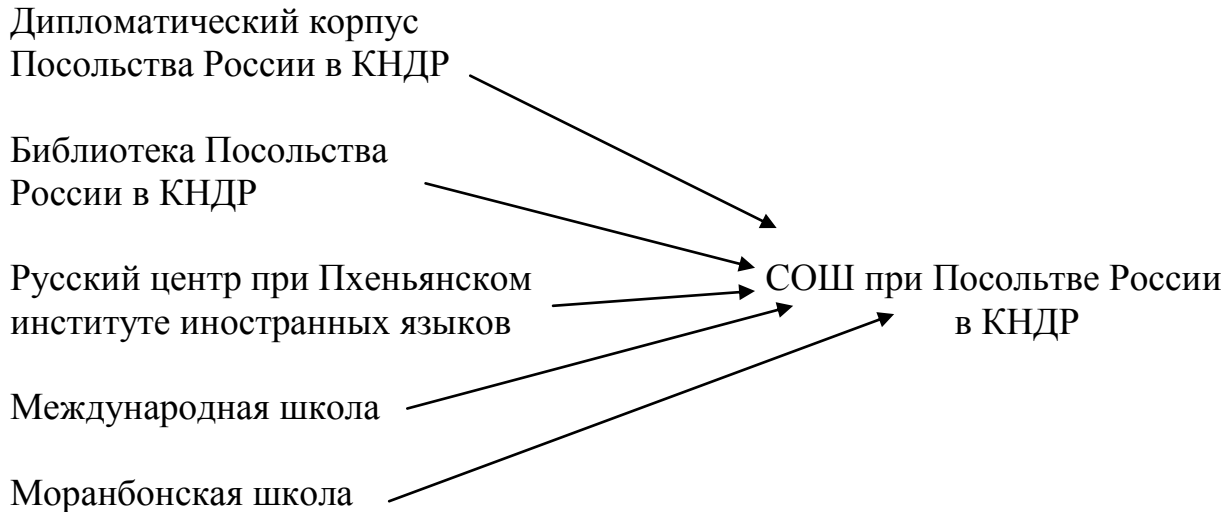 Дипломатический корпус
Посольства России в КНДР
Библиотека Посольства
России в КНДР
Русский центр при Пхеньянском
институте иностранных языков
Международная школа
Моранбонская школа
СОШ при Посольтве России
в КНДР